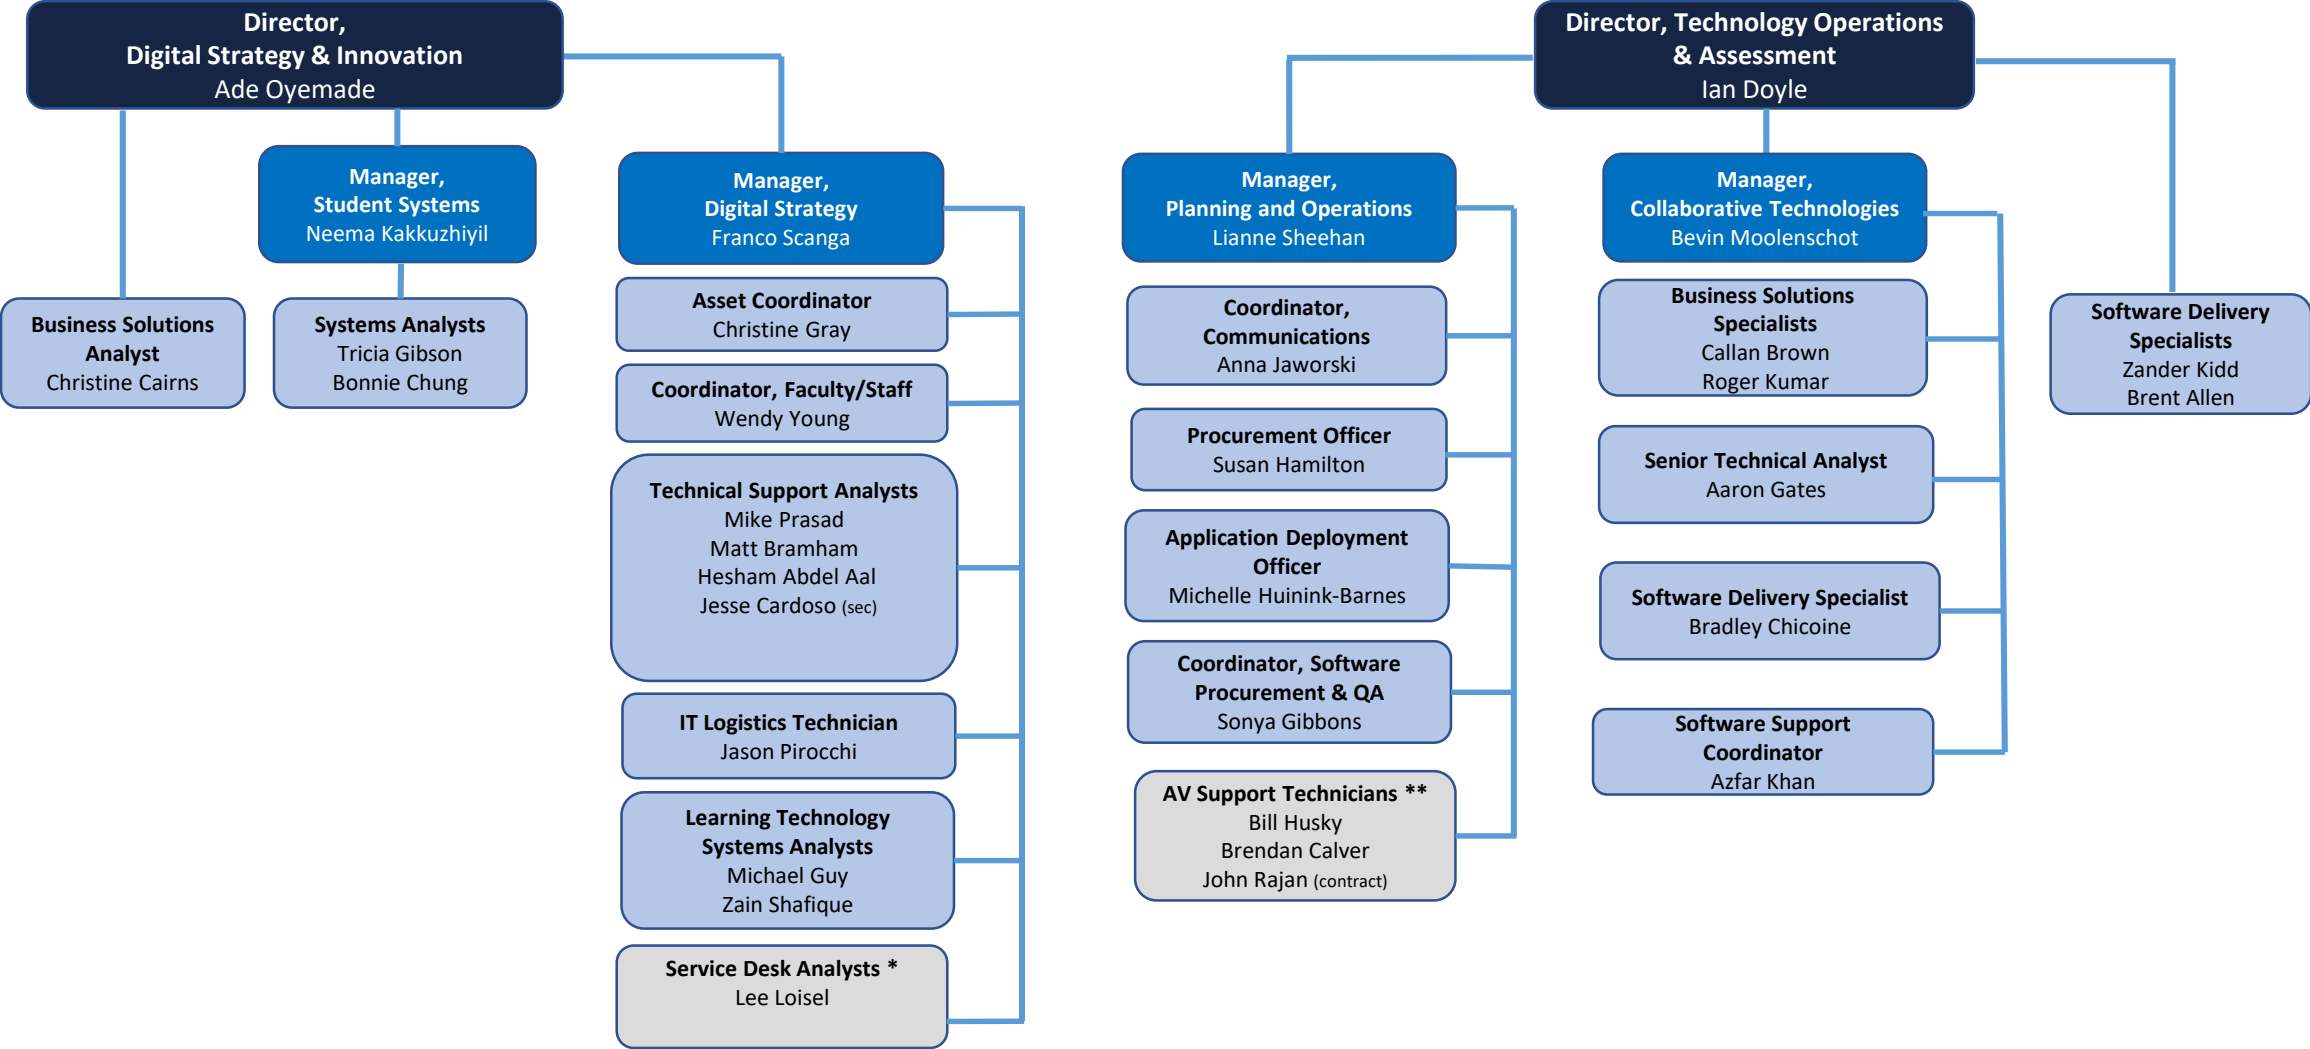 Director,
Digital Strategy & Innovation
Ade Oyemade
Business Solutions
Analyst
Christine Cairns
Manager,
Student Systems
Neema Kakkuzhiyil
Systems Analysts
Tricia Gibson
Bonnie Chung
Manager,
Digital Strategy
Franco Scanga
Asset Coordinator
Christine Gray
Coordinator, Faculty/Staff
Wendy Young
Technical Support Analysts
Mike Prasad
Matt Bramham
Hesham Abdel Aal
Jesse Cardoso (sec)
IT Logistics Technician
Jason Pirocchi
Learning Technology
Systems Analysts
Michael Guy
Zain Shafique
Service Desk Analysts *
Lee Loisel
Director, Technology Operations
& Assessment
Ian Doyle
Manager,
Planning and Operations
Lianne Sheehan
Coordinator,
Communications
Anna Jaworski
Procurement Officer
Susan Hamilton
Application Deployment
Officer
Michelle Huinink-Barnes
Coordinator, Software
Procurement & QA
Sonya Gibbons
AV Support Technicians **
Bill Husky
Brendan Calver
John Rajan (contract)
Manager,
Collaborative Technologies
Bevin Moolenschot
Business Solutions
Specialists
Callan Brown
Roger Kumar
Senior Technical Analyst
Aaron Gates
Software Delivery Specialist
Bradley Chicoine
Software Support
Coordinator
Azfar Khan
Software Delivery
Specialists
Zander Kidd
Brent Allen